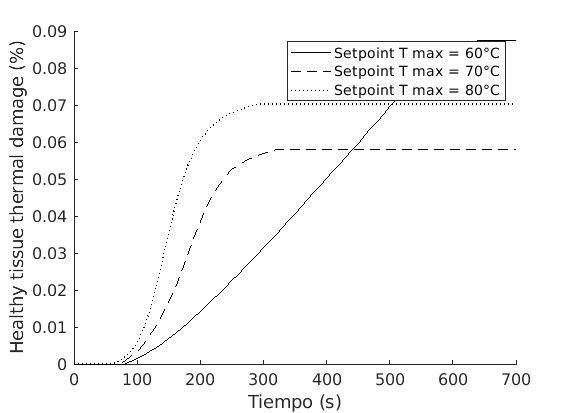 0.09
0.08
0.07
0.06
0.05
0.04
0.03
0.02
0.01
0
Healthy tissue thermal damage (%)
Setpoint T max = 60°C
Setpoint T max = 70°C
Setpoint T max = 80°C
0 100 200 300 400 500 600 700
Tiempo (s)